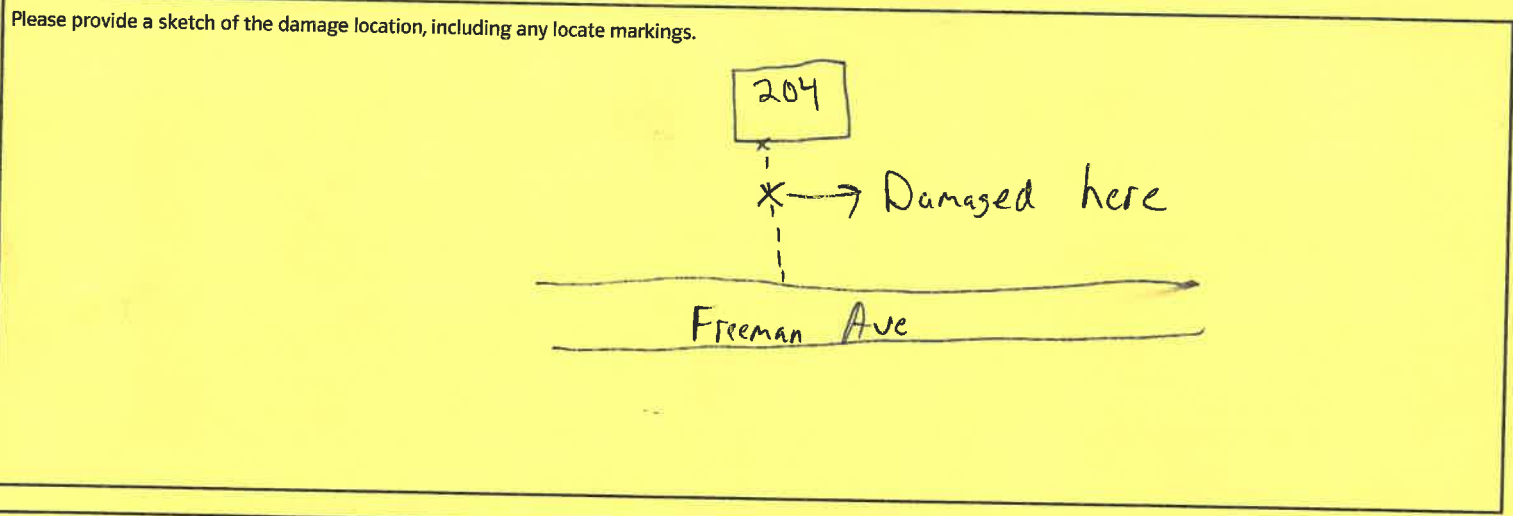 Please provide a sketch of the damage location, including any locate markings.
204
Damaged here
Freeman Ave